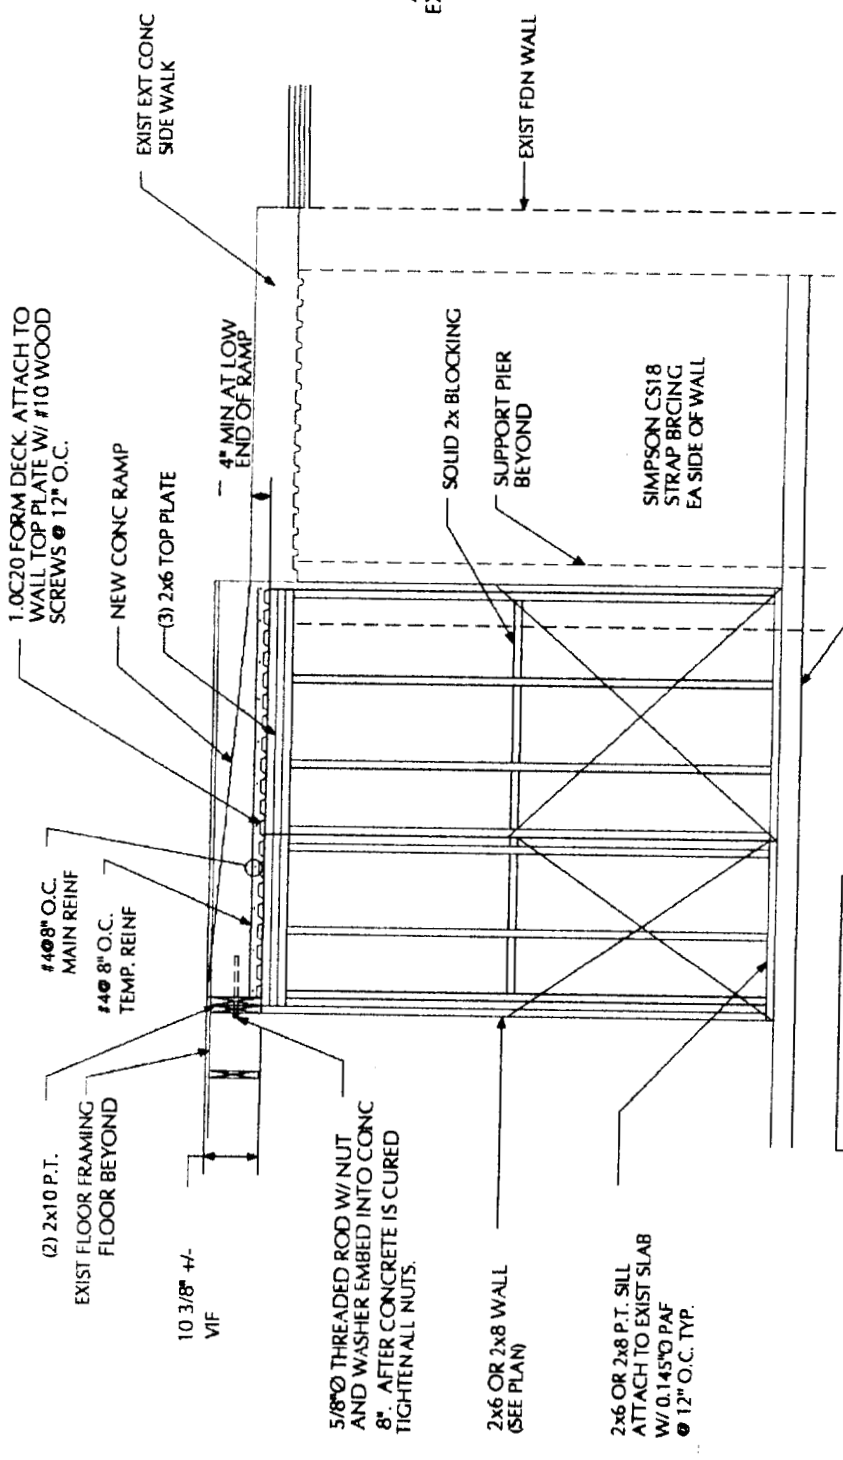 (2) 2x10 P.T.
EXIST FLOOR FRAMING
FLOOR BEYOND
#4@8" O.C.
MAIN REINF
#4@ 8" O.C.
TEMP. REINF
1.0C20 FORM DECK. ATTACH TO
WALL TOP PLATE W/ #10 WOOD
SCREWS @ 12" O.C.
NEW CONC RAMP
(3) 2x6 TOP PLATE
4" MIN AT LOW
END OF RAMP
EXIST EXT CONC
SIDE WALK
10 3/8" +/-
VIF
5/8"Ø THREADED ROD W/ NUT
AND WASHER EMBED INTO CONC
8". AFTER CONCRETE IS CURED
TIGHTEN ALL NUTS.
SOLID 2x BLOCKING
SUPPORT PIER
BEYOND
EXIST FDN WALL
2x6 OR 2x8 WALL
(SEE PLAN)
SIMPSON CS18
STRAP BRCING
EA SIDE OF WALL
2x6 OR 2x8 P.T. SILL
ATTACH TO EXIST SLAB
W/ 0.145"Ø PAF
@ 12" O.C. TYP.